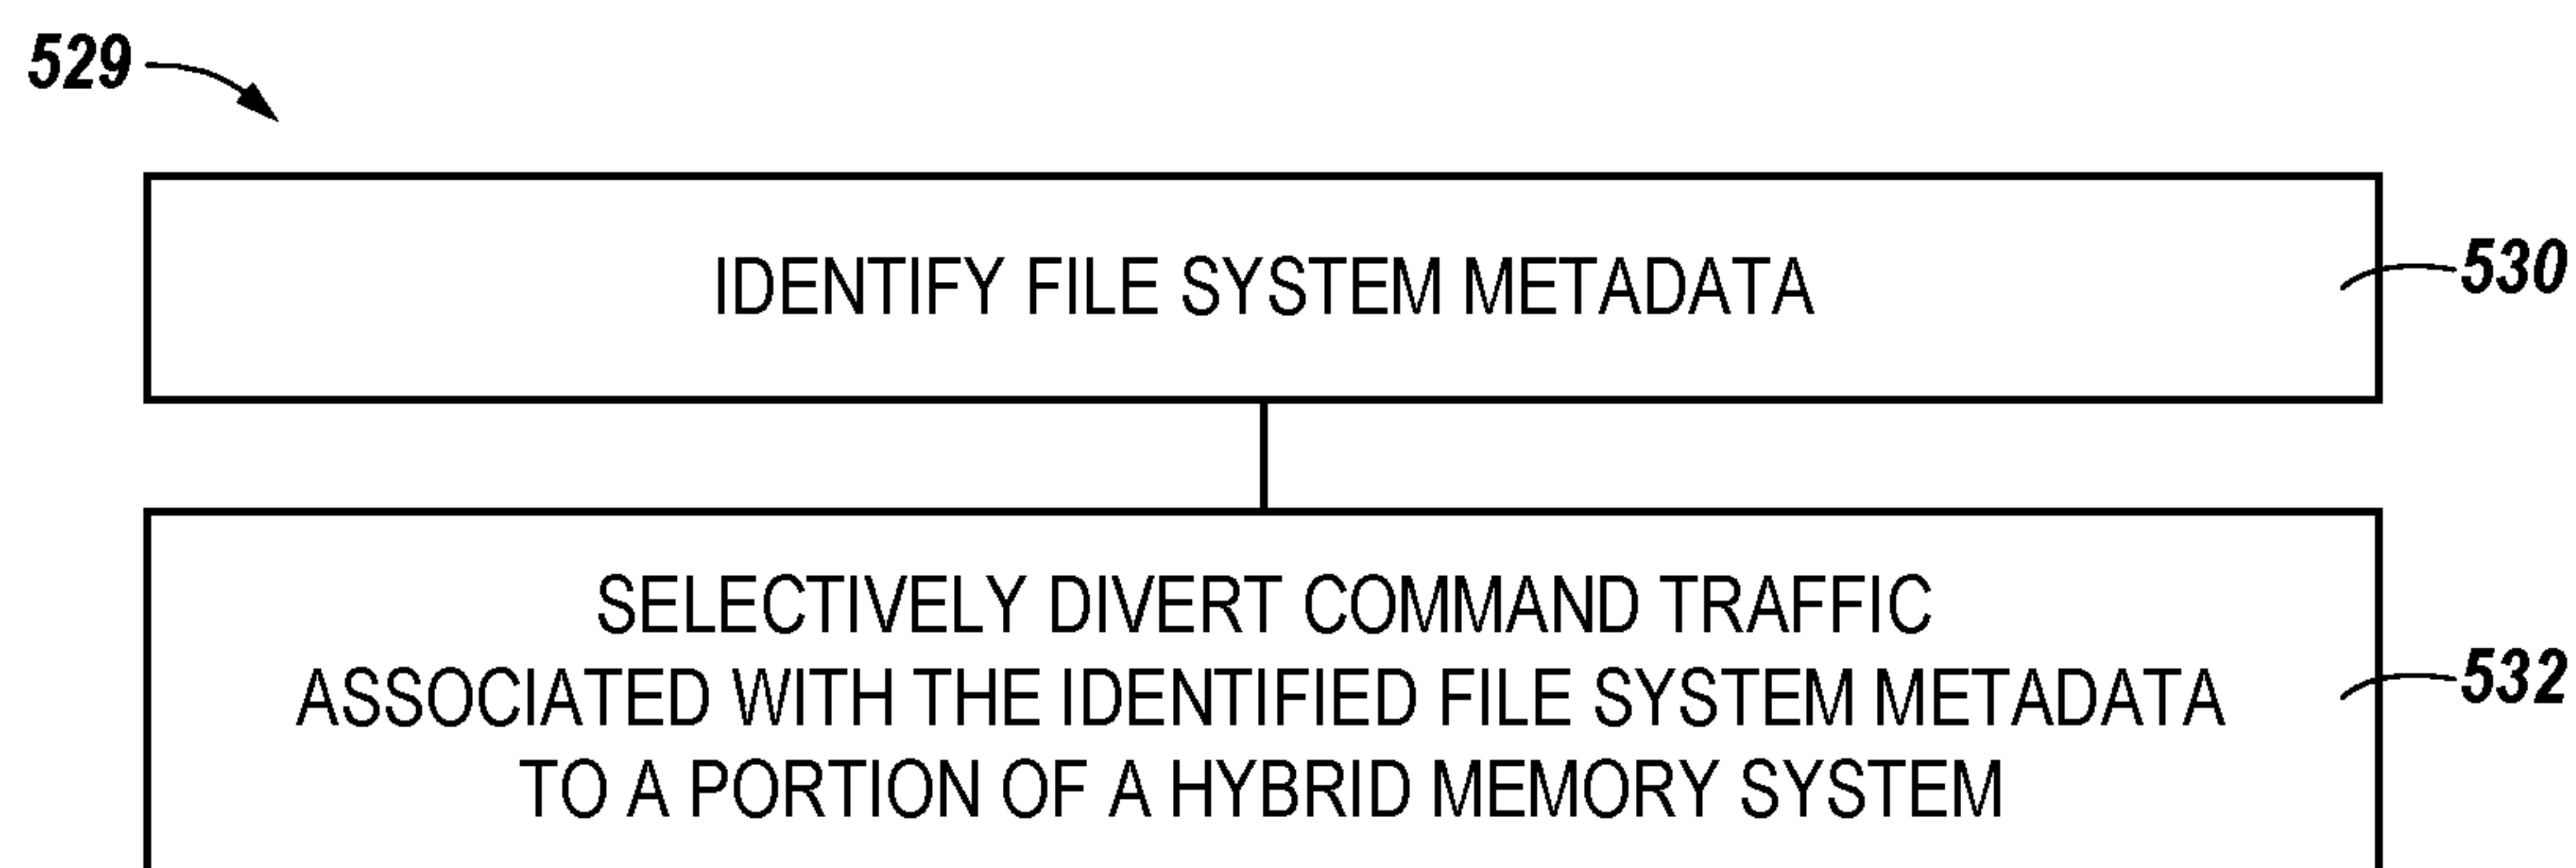 529
IDENTIFY FILE SYSTEM METADATA
530
SELECTIVELY DIVERT COMMAND TRAFFIC
ASSOCIATED WITH THE IDENTIFIED FILE SYSTEM METADATA
TO A PORTION OF A HYBRID MEMORY SYSTEM
532